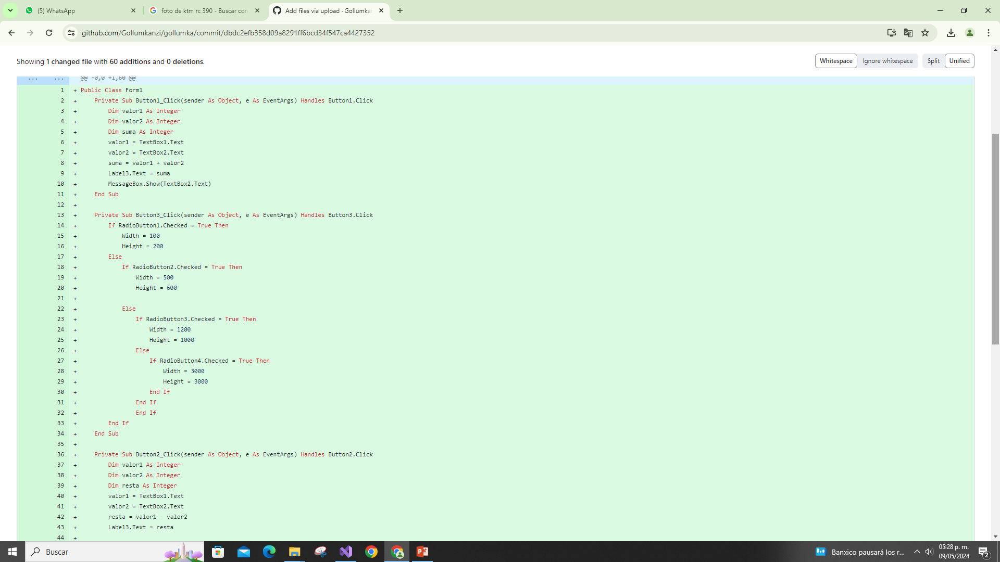 (5) WhatsApp
foto de ktm rc 390 - Buscar con
Add files via upload · Gollumka
github.com/Gollumkanzi/gollumka/commit/dbdc2efb358d09a8291ff6bcd34f547ca4427352
Showing 1 changed file with 60 additions and 0 deletions.
Whitespace Ignore whitespace Split Unified
... ... @@ -0,0 +1,60 @@
1 + Public Class Form1
2 +     Private Sub Button1_Click(sender As Object, e As EventArgs) Handles Button1.Click
3 +         Dim valor1 As Integer
4 +         Dim valor2 As Integer
5 +         Dim suma As Integer
6 +         valor1 = TextBox1.Text
7 +         valor2 = TextBox2.Text
8 +         suma = valor1 + valor2
9 +         Label3.Text = suma
10 +         MessageBox.Show(TextBox2.Text)
11 +     End Sub
12 +
13 +     Private Sub Button3_Click(sender As Object, e As EventArgs) Handles Button3.Click
14 +         If RadioButton1.Checked = True Then
15 +             Width = 100
16 +             Height = 200
17 +         Else
18 +             If RadioButton2.Checked = True Then
19 +                 Width = 500
20 +                 Height = 600
21 +
22 +             Else
23 +                 If RadioButton3.Checked = True Then
24 +                     Width = 1200
25 +                     Height = 1000
26 +                 Else
27 +                     If RadioButton4.Checked = True Then
28 +                         Width = 3000
29 +                         Height = 3000
30 +                     End If
31 +                 End If
32 +                 End If
33 +         End If
34 +     End Sub
35 +
36 +     Private Sub Button2_Click(sender As Object, e As EventArgs) Handles Button2.Click
37 +         Dim valor1 As Integer
38 +         Dim valor2 As Integer
39 +         Dim resta As Integer
40 +         valor1 = TextBox1.Text
41 +         valor2 = TextBox2.Text
42 +         resta = valor1 - valor2
43 +         Label3.Text = resta
44 +
Buscar
Banxico pausará los r...
05:28 p. m.
09/05/2024
2